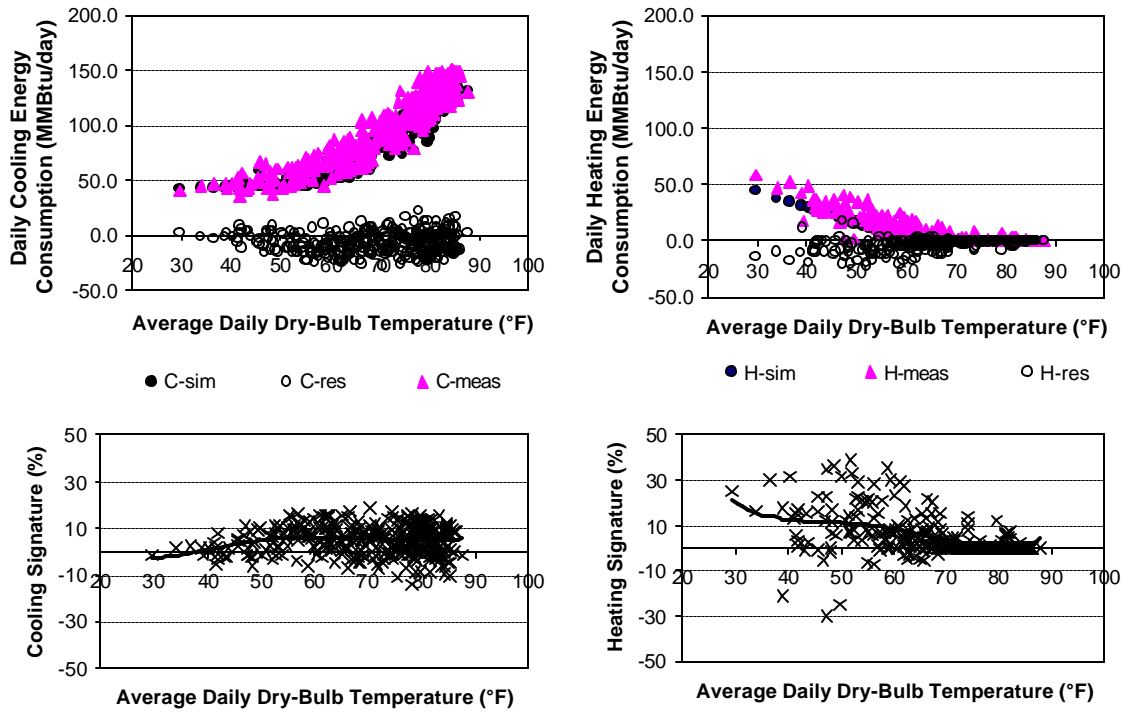 Daily Cooling Energy
Consumption (MMBtu/day)
200.0
150.0
100.0
50.0
0.0
-50.0
20 30 40 50 60 70 80 90 100
Average Daily Dry-Bulb Temperature (°F)
C-sim C-res C-meas
Daily Heating Energy
Consumption (MMBtu/day)
200.0
150.0
100.0
50.0
0.0
-50.0
20 30 40 50 60 70 80 90 100
Average Daily Dry-Bulb Temperature (°F)
H-sim H-meas H-res
Cooling Signature (%)
50
30
10
-10
-30
-50
20 30 40 50 60 70 80 90 100
Average Daily Dry-Bulb Temperature (°F)
Heating Signature (%)
50
30
10
-10
-30
-50
20 30 40 50 60 70 80 90 100
Average Daily Dry-Bulb Temperature (°F)